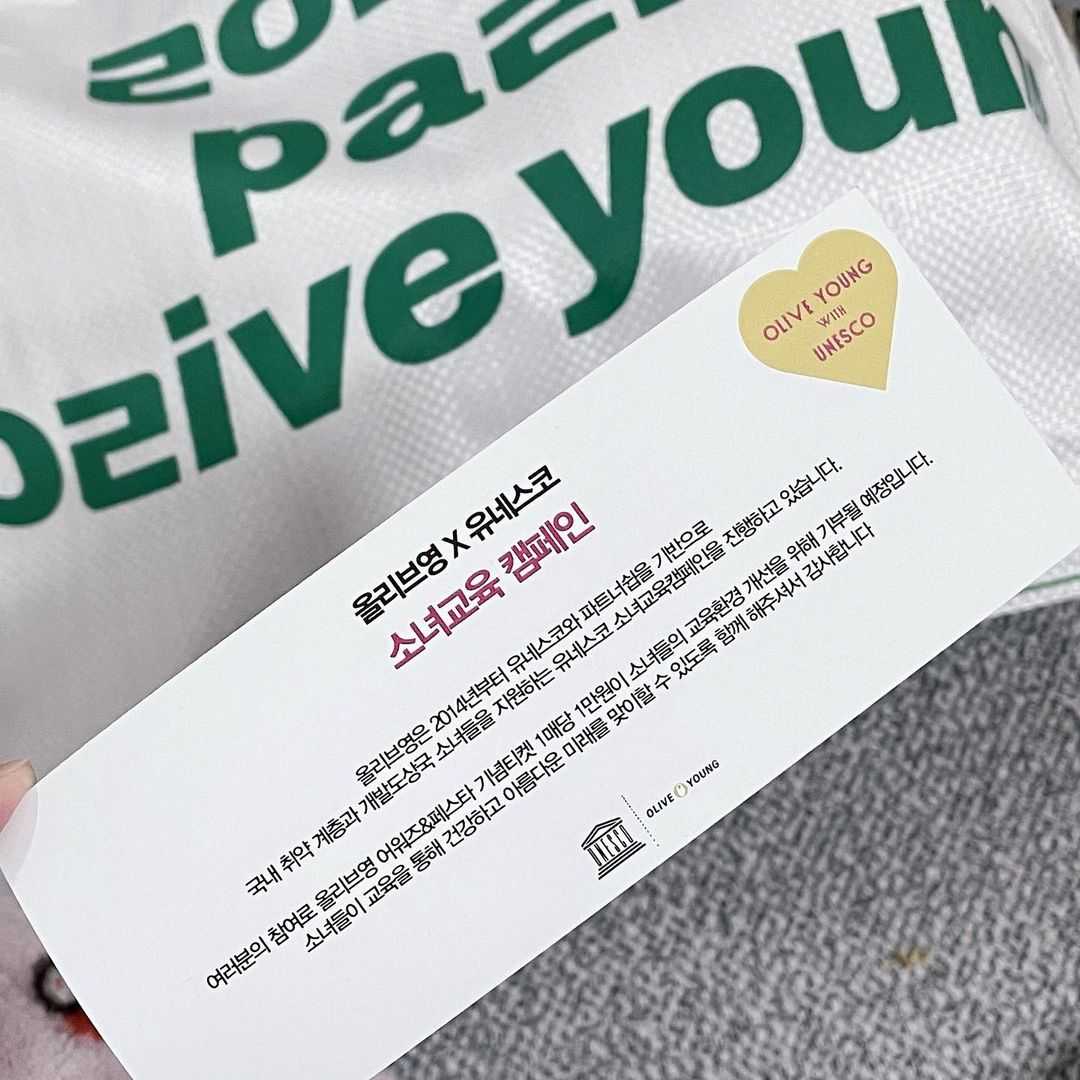 pa
olive your
OLIVE YOUNG
WITH
UNESCO
올리브영 X 유네스코
소녀교육 캠페인
올리브영은 2014년부터 유네스코와 파트너쉽을 기반으로
국내 취약 계층과 개발도상국 소녀들을 지원하는 유네스코 소녀교육캠페인을 진행하고 있습니다.
여러분의 참여로 올리브영 어워즈&페스타 기념티켓 1매당 1만원이 소녀들의 교육환경 개선을 위해 기부될 예정입니다.
소녀들이 교육을 통해 건강하고 아름다운 미래를 맞이할 수 있도록 함께 해주셔서 감사합니다
UNESCO
OLIVE YOUNG